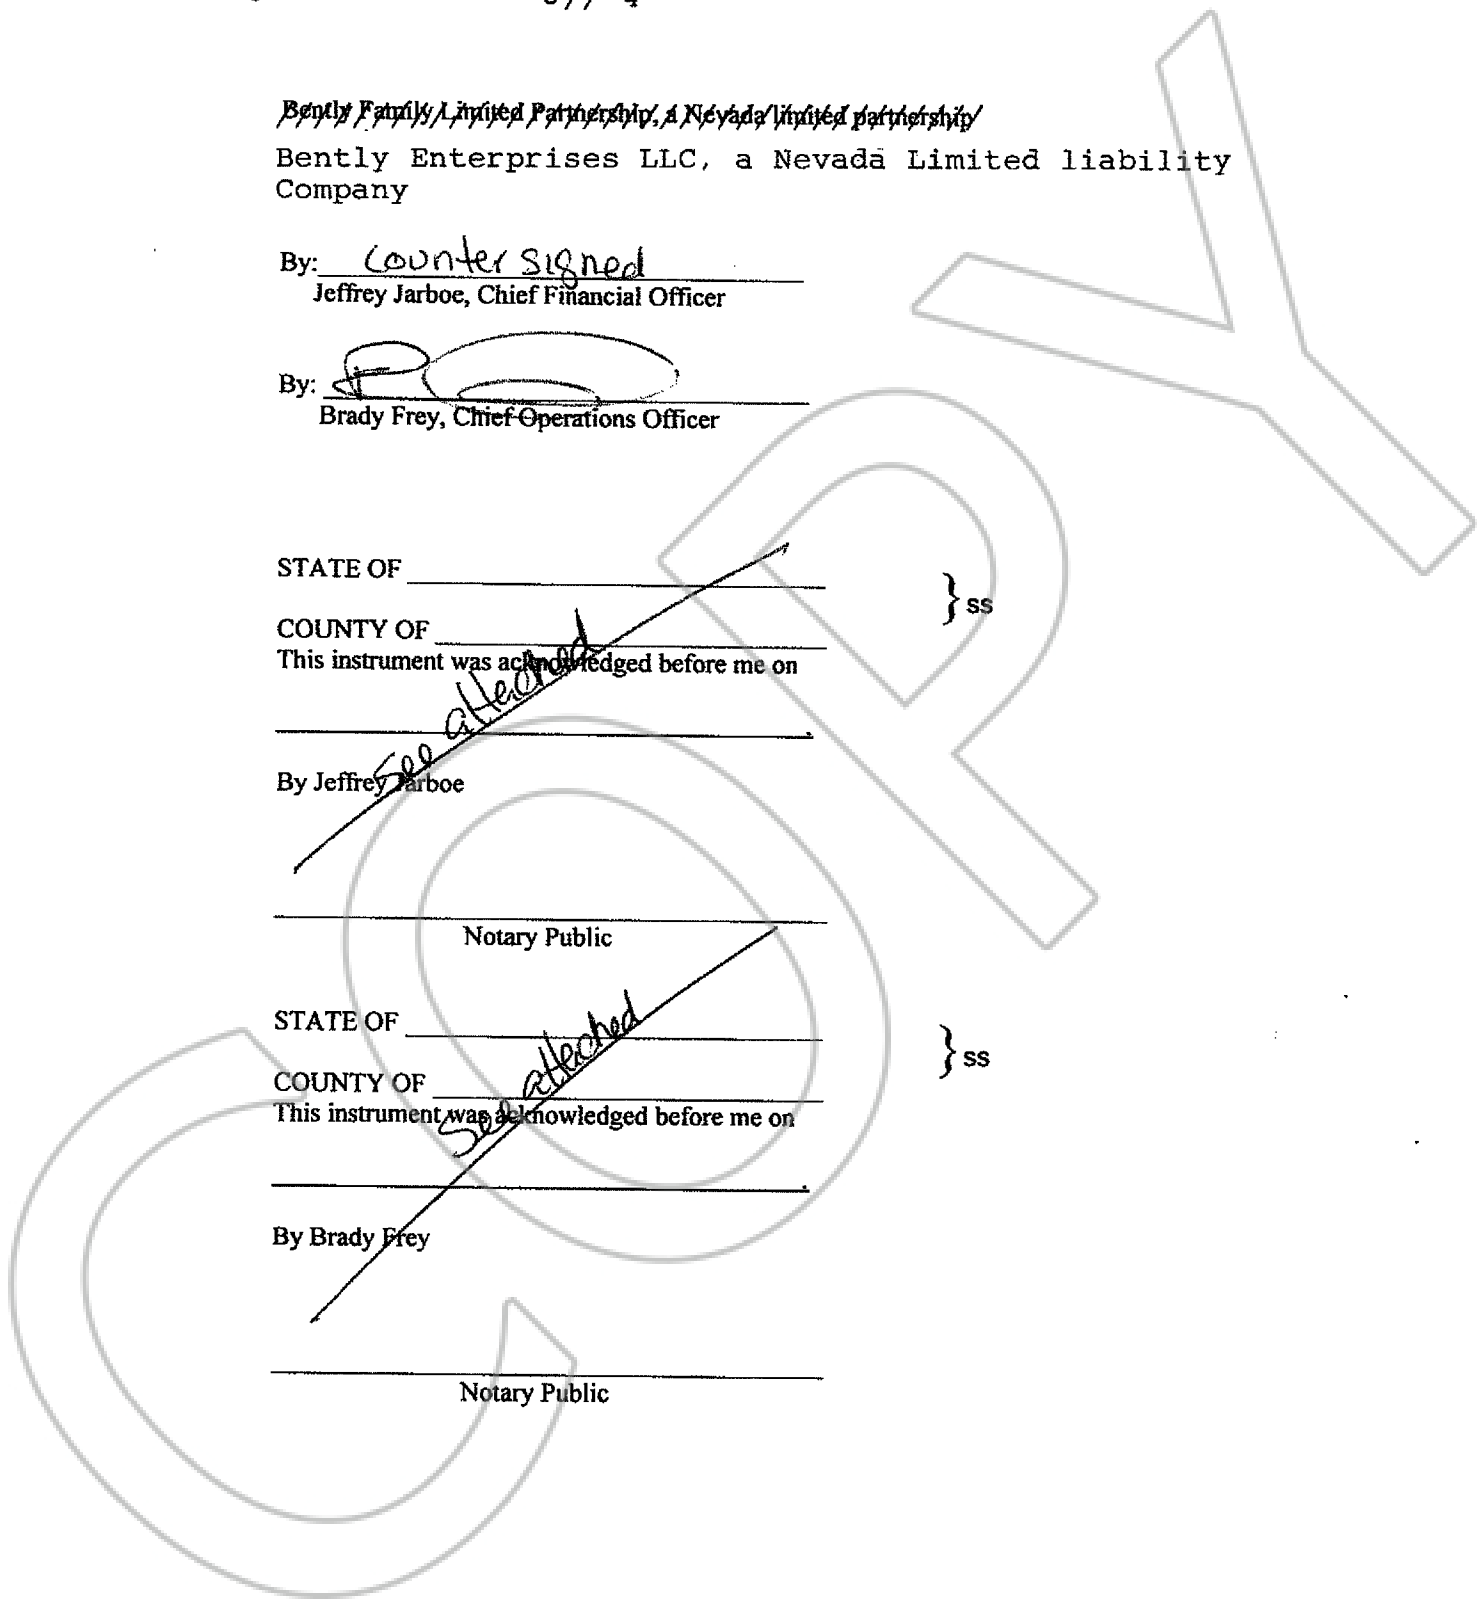 Bently Family Limited Partnership, a Nevada limited partnership
Bently Enterprises LLC, a Nevada Limited liability
Company
By: counter signed
Jeffrey Jarboe, Chief Financial Officer
By:
Brady Frey, Chief Operations Officer
STATE OF
} ss
COUNTY OF
This instrument was acknowledged before me on
See attached
By Jeffrey Jarboe
Notary Public
STATE OF
} ss
COUNTY OF
This instrument was acknowledged before me on
See attached
By Brady Frey
Notary Public
COPY